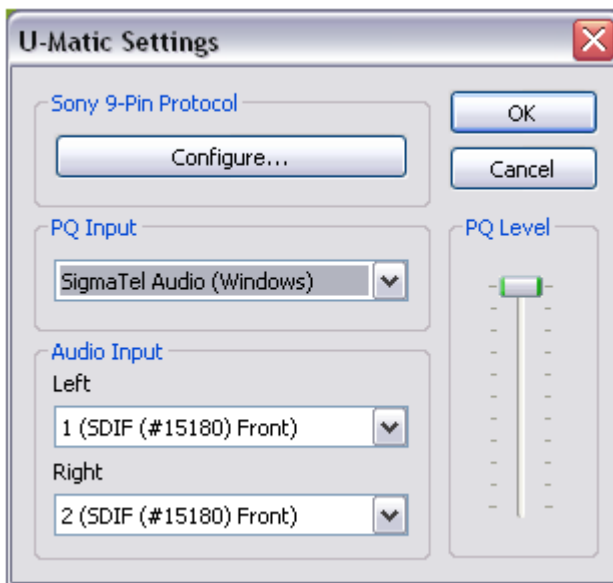 U-Matic Settings
Sony 9-Pin Protocol
Configure...
OK
Cancel
PQ Input
SigmaTel Audio (Windows)
PQ Level
Audio Input
Left
1 (SDIF (#15180) Front)
Right
2 (SDIF (#15180) Front)